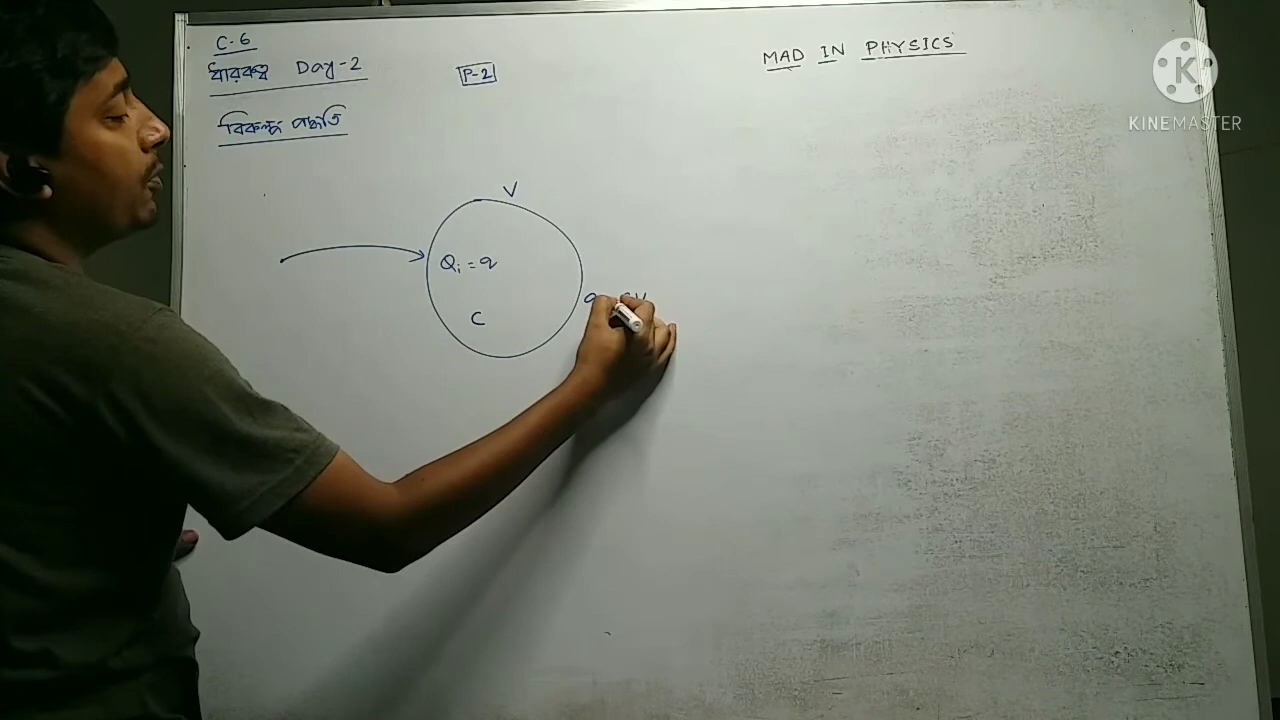 C-6
ধারকত্ব Day-2
P-2
MAD IN PHYSICS
বিকল্প পদ্ধতি
V
Qi = q
C
K
KINEMASTER